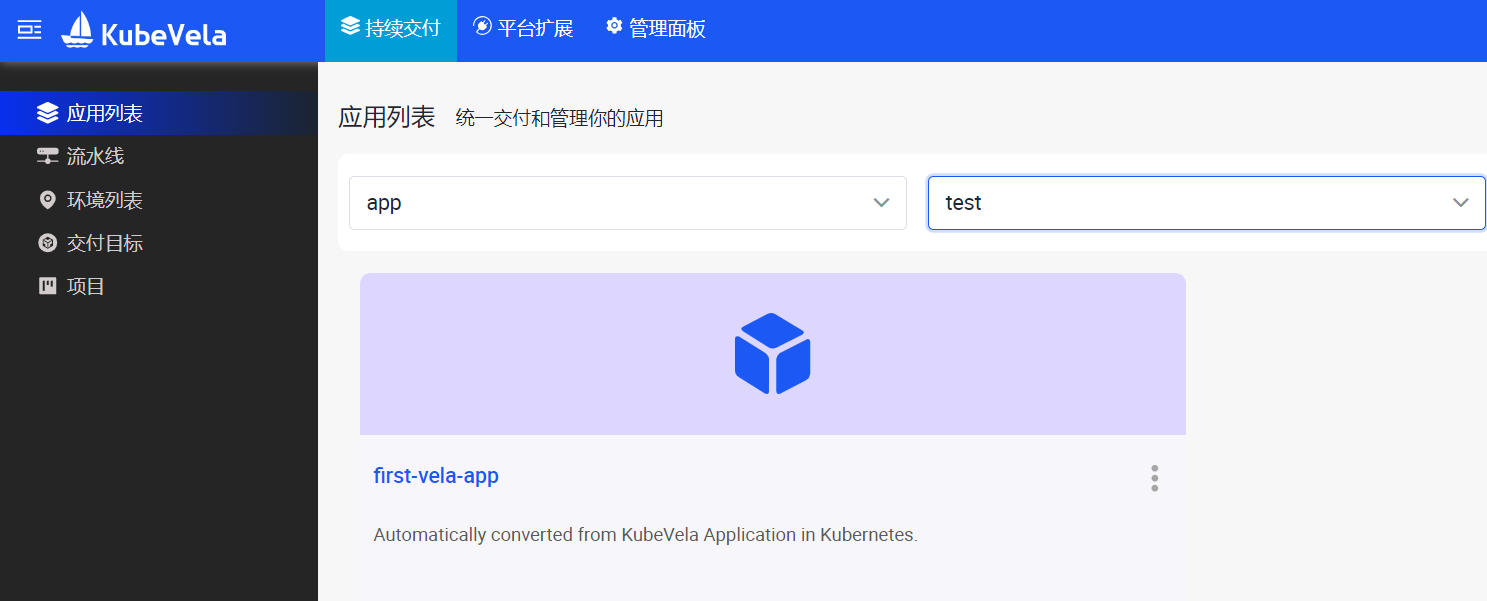 KubeVela 持续交付 平台扩展 管理面板
应用列表
流水线
环境列表
交付目标
项目
应用列表 统一交付和管理你的应用
app test
first-vela-app
Automatically converted from KubeVela Application in Kubernetes.